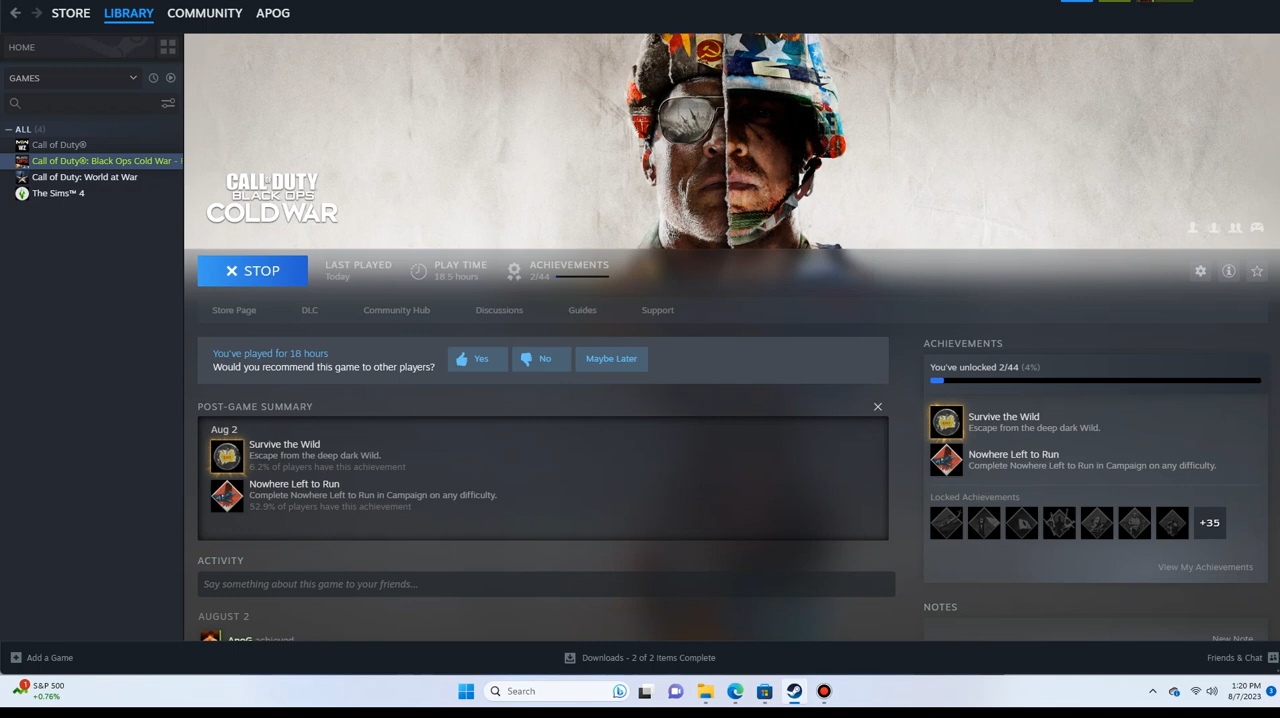 STORE LIBRARY COMMUNITY APOG
HOME
GAMES
ALL (4)
MW
WZ
Call of Duty®
Call of Duty®: Black Ops Cold War -
Call of Duty: World at War
The Sims™ 4
CALL OF DUTY
BLACK OPS
COLD WAR
STOP
LAST PLAYED
Today
PLAY TIME
18.5 hours
ACHIEVEMENTS
2/44
Store Page DLC Community Hub Discussions Guides Support
You've played for 18 hours
Would you recommend this game to other players?
Yes No Maybe Later
POST-GAME SUMMARY
Aug 2
Survive the Wild
Escape from the deep dark Wild.
6.2% of players have this achievement
Nowhere Left to Run
Complete Nowhere Left to Run in Campaign on any difficulty.
52.9% of players have this achievement
ACTIVITY
Say something about this game to your friends...
AUGUST 2
ApoG achieved
ACHIEVEMENTS
You've unlocked 2/44 (4%)
Survive the Wild
Escape from the deep dark Wild.
Nowhere Left to Run
Complete Nowhere Left to Run in Campaign on any difficulty.
Locked Achievements
+35
View My Achievements
NOTES
New Note
Add a Game
Downloads - 2 of 2 Items Complete
Friends & Chat
1
S&P 500
+0.76%
Search
1:20 PM
8/7/2023
3